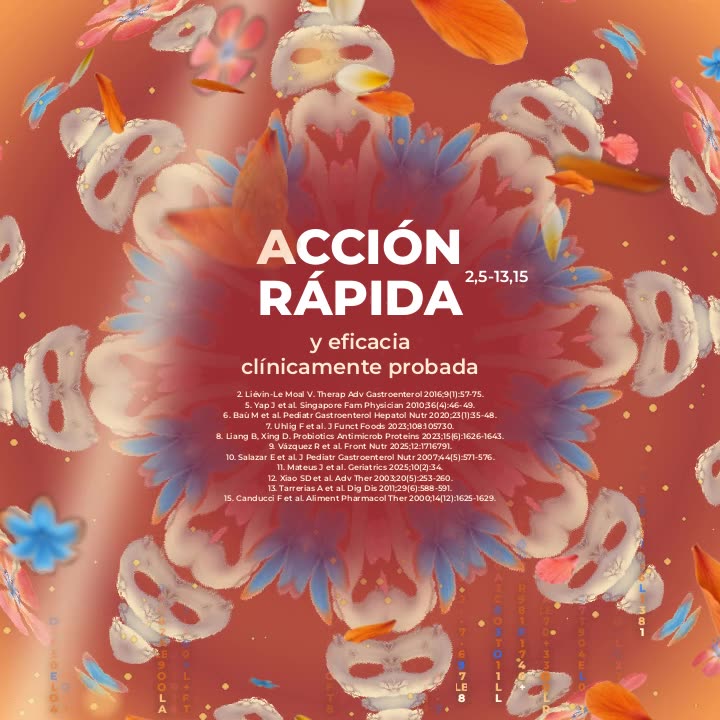 ACCIÓN
RÁPIDA 2,5-13,15
y eficacia
clínicamente probada
2. Liévin-Le Moal V. Therap Adv Gastroenterol 2016;9(1):57-75.
5. Yap J et al. Singapore Fam Physician 2010;36(4):46-49.
6. Baù M et al. Pediatr Gastroenterol Hepatol Nutr 2020;23(1):35-48.
7. Uhlig F et al. J Funct Foods 2023;108:105730.
8. Liang B, Xing D. Probiotics Antimicrob Proteins 2023;15(6):1626-1643.
9. Vázquez R et al. Front Nutr 2025;12:1716791.
10. Salazar E et al. J Pediatr Gastroenterol Nutr 2007;44(5):571-576.
11. Mateus J et al. Geriatrics 2025;10(2):34.
12. Xiao SD et al. Adv Ther 2003;20(5):253-260.
13. Tarrerias A et al. Dig Dis 2011;29(6):588-591.
15. Canducci F et al. Aliment Pharmacol Ther 2000;14(12):1625-1629.